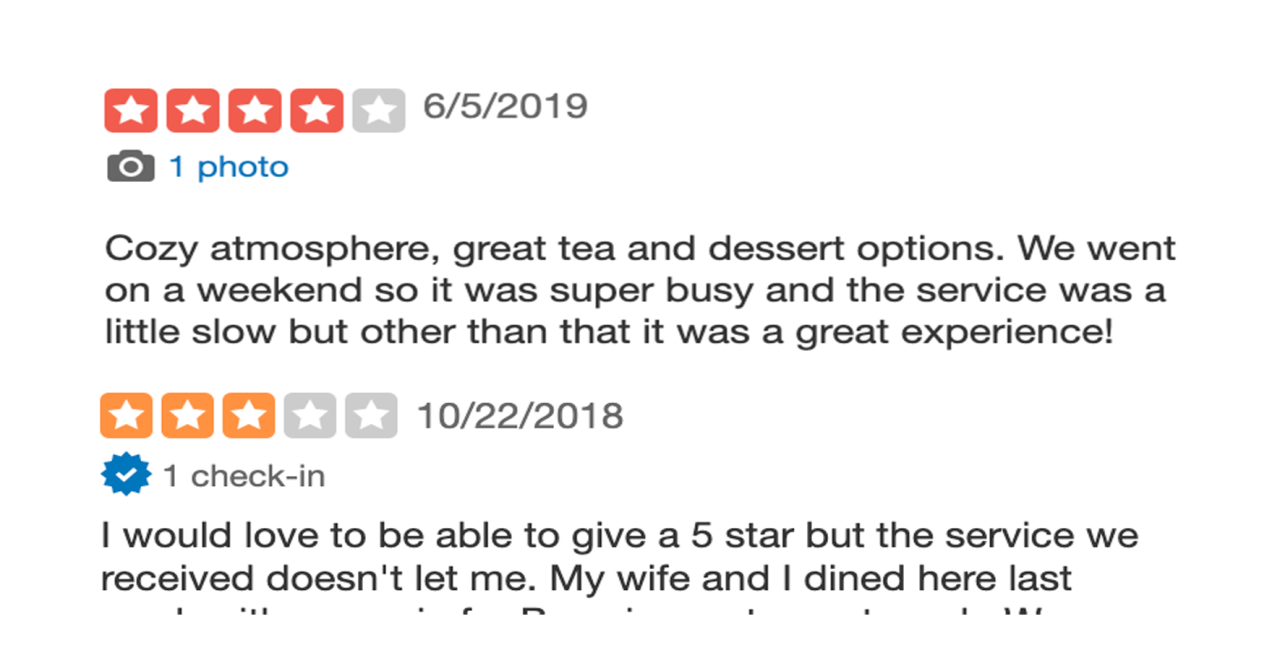 6/5/2019
1 photo
Cozy atmosphere, great tea and dessert options. We went
on a weekend so it was super busy and the service was a
little slow but other than that it was a great experience!
10/22/2018
1 check-in
I would love to be able to give a 5 star but the service we
received doesn't let me. My wife and I dined here last